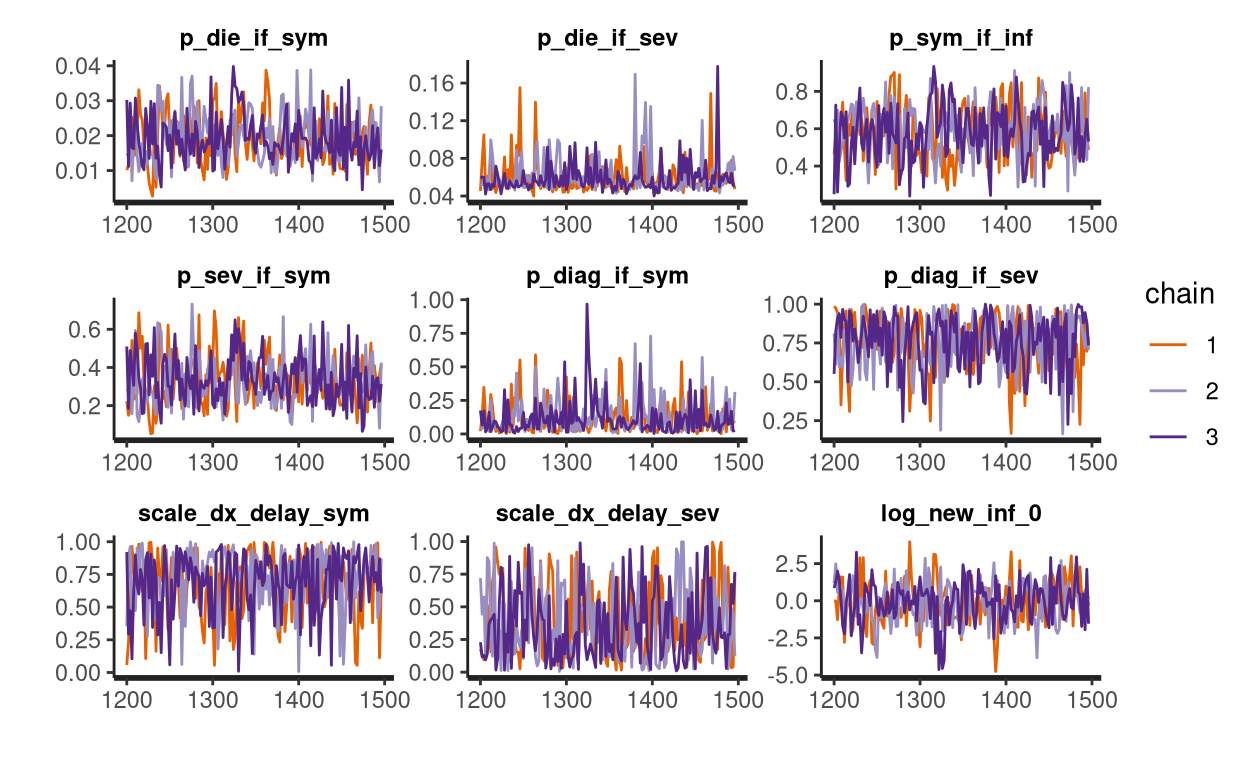 p_die_if_sym p_die_if_sev p_sym_if_inf
0.04 0.16 0.8
0.03 0.12 0.6
0.02 0.08 0.4
0.01 0.04
1200 1300 1400 1500 1200 1300 1400 1500 1200 1300 1400 1500
p_sev_if_sym p_diag_if_sym p_diag_if_sev
0.6 1.00 1.00
0.4 0.75 0.75
0.2 0.50 0.50
0.25 0.25
0.00
1200 1300 1400 1500 1200 1300 1400 1500 1200 1300 1400 1500
scale_dx_delay_sym scale_dx_delay_sev log_new_inf_0
1.00 1.00 2.5
0.75 0.75 0.0
0.50 0.50 -2.5
0.25 0.25 -5.0
0.00 0.00
1200 1300 1400 1500 1200 1300 1400 1500 1200 1300 1400 1500
chain
1
2
3